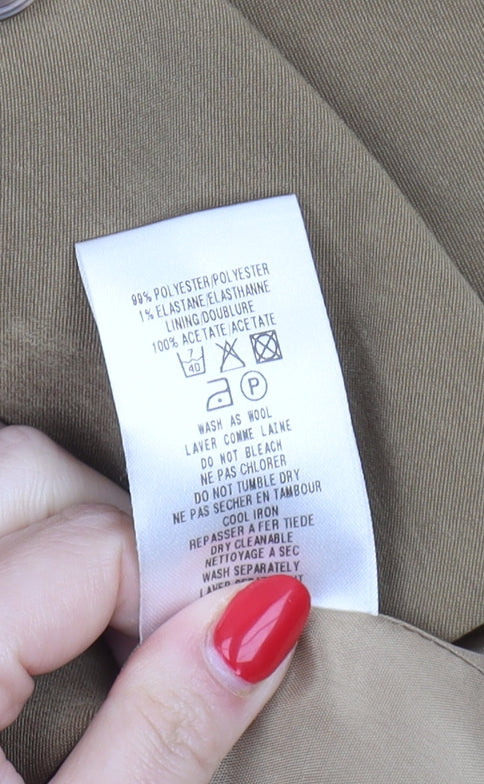 99% POLYESTER/POLYESTER
1% ELASTANE/ELASTHANNE
LINING/DOUBLURE
100% ACETATE/ACETATE
7
40
P
WASH AS WOOL
LAVER COMME LAINE
DO NOT BLEACH
NE PAS CHLORER
DO NOT TUMBLE DRY
NE PAS SECHER EN TAMBOUR
COOL IRON
REPASSER A FER TIEDE
DRY CLEANABLE
NETTOYAGE A SEC
WASH SEPARATELY
LAVER